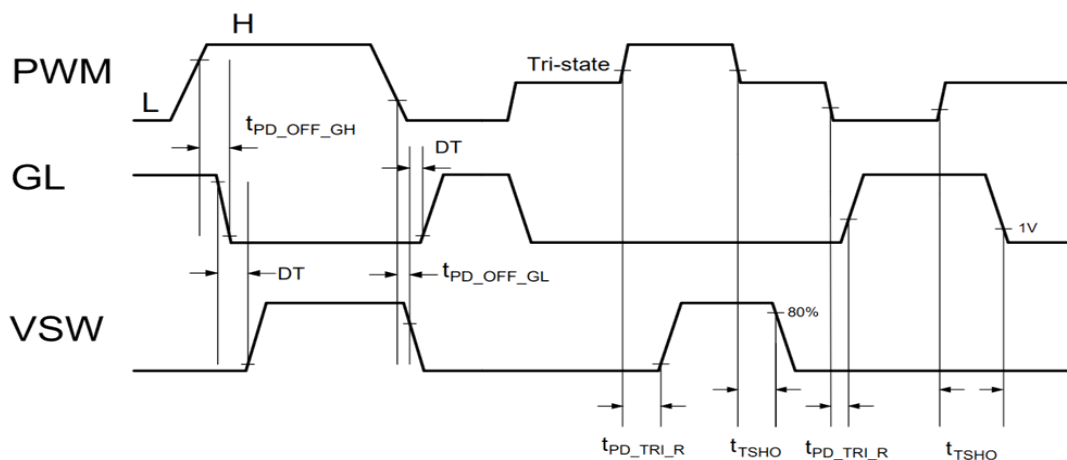 H
PWM
Tri-state
L
tPD_OFF_GH
DT
GL
1V
DT
tPD_OFF_GL
VSW
80%
tPD_TRI_R
tTSHO
tPD_TRI_R
tTSHO